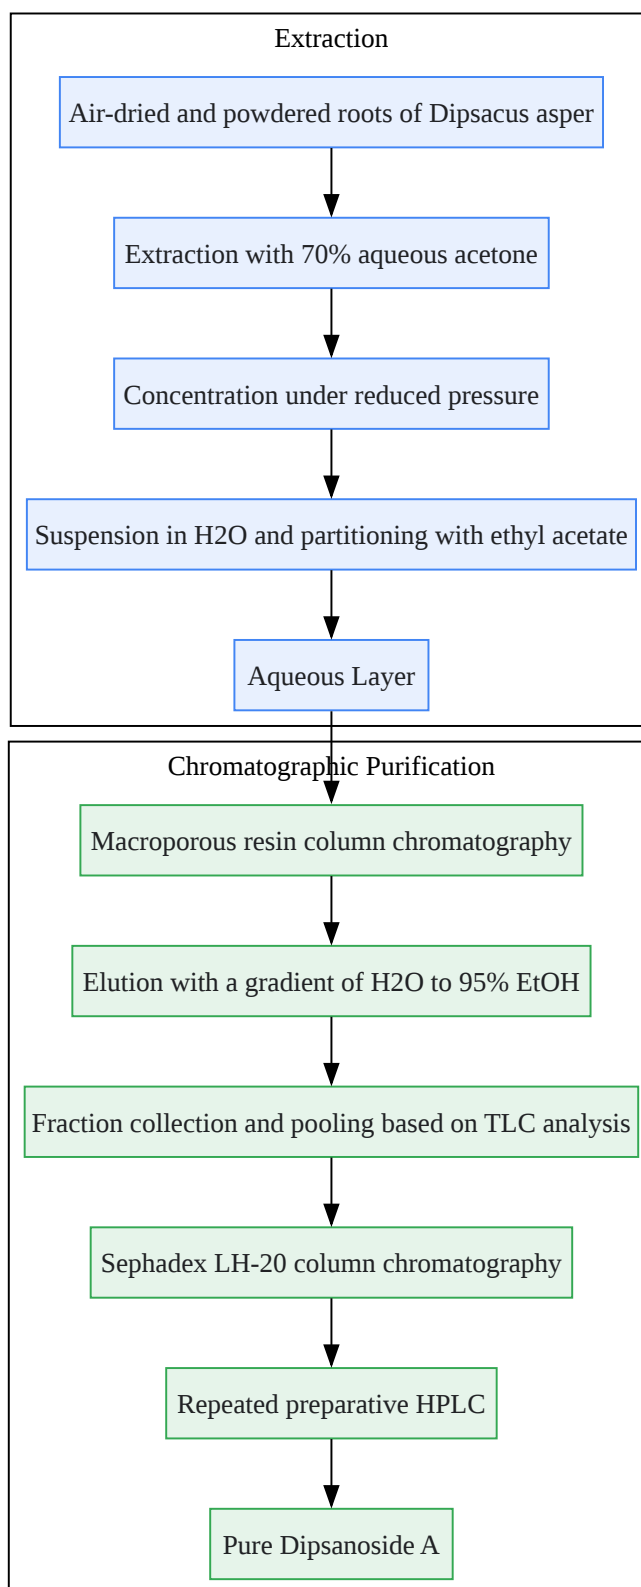 Extraction
Air-dried and powdered roots of Dipsacus asper
Extraction with 70% aqueous acetone
Concentration under reduced pressure
Suspension in H2O and partitioning with ethyl acetate
Aqueous Layer
Chromatographic Purification
Macroporous resin column chromatography
Elution with a gradient of H2O to 95% EtOH
Fraction collection and pooling based on TLC analysis
Sephadex LH-20 column chromatography
Repeated preparative HPLC
Pure Dipsanoside A